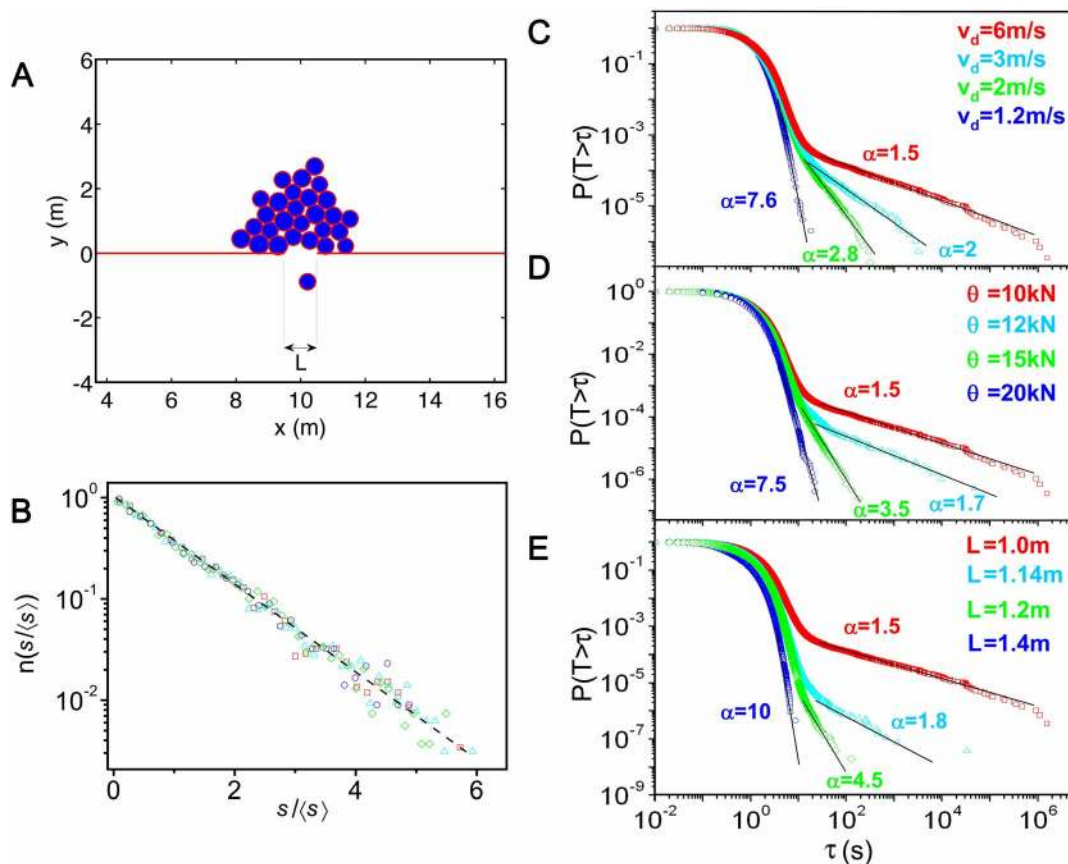 A
6
4
2
0
-2
-4
y (m)
L
4
6
8
10
12
14
16
x (m)
B
10^0
10^-1
10^-2
n(s/⟨s⟩)
0
2
4
6
s/⟨s⟩
C
v_d=6m/s
v_d=3m/s
v_d=2m/s
v_d=1.2m/s
10^-1
10^-3
10^-5
P(T>τ)
α=1.5
α=7.6
α=2.8
α=2
D
θ =10kN
θ =12kN
θ =15kN
θ =20kN
10^0
10^-2
10^-4
10^-6
P(T>τ)
α=1.5
α=7.5
α=3.5
α=1.7
E
L=1.0m
L=1.14m
L=1.2m
L=1.4m
10^-1
10^-3
10^-5
10^-7
10^-9
P(T>τ)
α=1.5
α=10
α=1.8
α=4.5
10^-2
10^0
10^2
10^4
10^6
τ (s)